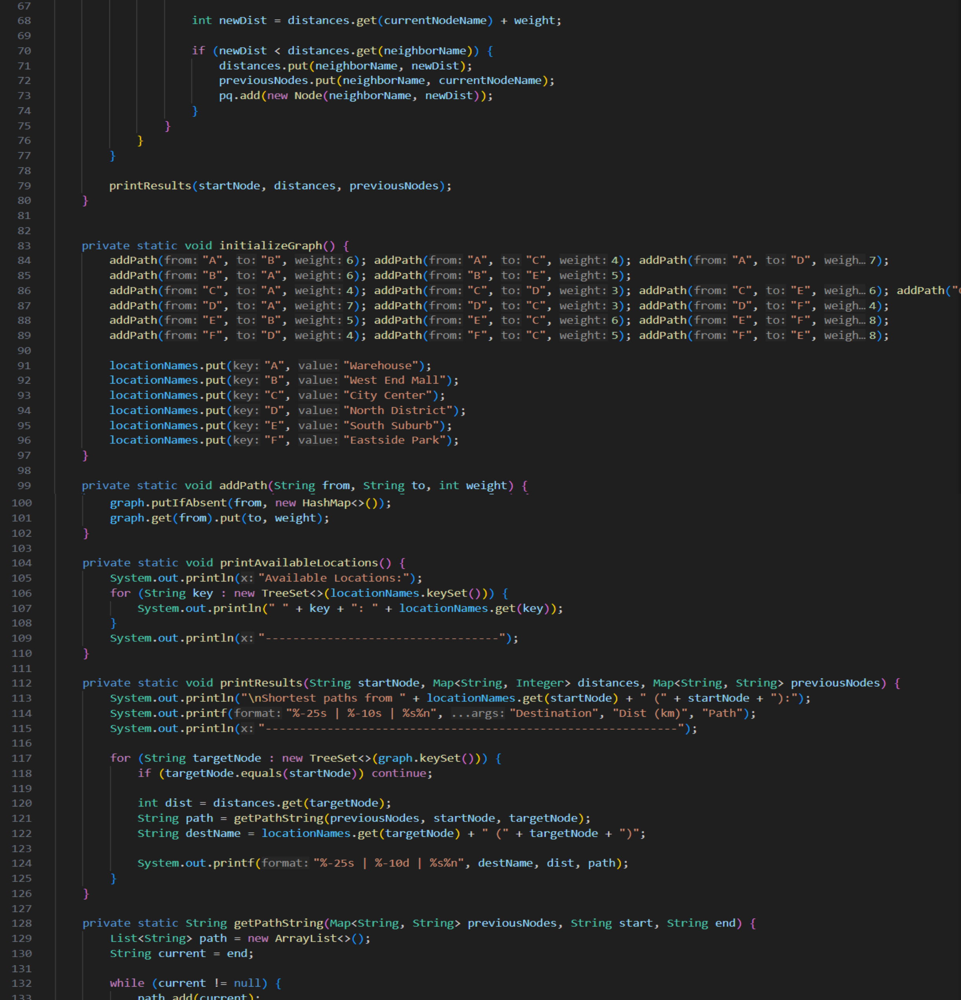 67
68 int newDist = distances.get(currentNodeName) + weight;
69
70 if (newDist < distances.get(neighborName)) {
71 distances.put(neighborName, newDist);
72 previousNodes.put(neighborName, currentNodeName);
73 pq.add(new Node(neighborName, newDist));
74 }
75 }
76 }
77 }
78
79 printResults(startNode, distances, previousNodes);
80 }
81
82
83 private static void initializeGraph() {
84 addPath(from: "A", to: "B", weight: 6); addPath(from: "A", to: "C", weight: 4); addPath(from: "A", to: "D", weigh… 7);
85 addPath(from: "B", to: "A", weight: 6); addPath(from: "B", to: "E", weight: 5);
86 addPath(from: "C", to: "A", weight: 4); addPath(from: "C", to: "D", weight: 3); addPath(from: "C", to: "E", weigh… 6); addPath("
87 addPath(from: "D", to: "A", weight: 7); addPath(from: "D", to: "C", weight: 3); addPath(from: "D", to: "F", weigh… 4);
88 addPath(from: "E", to: "B", weight: 5); addPath(from: "E", to: "C", weight: 6); addPath(from: "E", to: "F", weigh… 8);
89 addPath(from: "F", to: "D", weight: 4); addPath(from: "F", to: "C", weight: 5); addPath(from: "F", to: "E", weigh… 8);
90
91 locationNames.put(key: "A", value: "Warehouse");
92 locationNames.put(key: "B", value: "West End Mall");
93 locationNames.put(key: "C", value: "City Center");
94 locationNames.put(key: "D", value: "North District");
95 locationNames.put(key: "E", value: "South Suburb");
96 locationNames.put(key: "F", value: "Eastside Park");
97 }
98
99 private static void addPath(String from, String to, int weight) {
100 graph.putIfAbsent(from, new HashMap<>());
101 graph.get(from).put(to, weight);
102 }
103
104 private static void printAvailableLocations() {
105 System.out.println(x: "Available Locations:");
106 for (String key : new TreeSet<>(locationNames.keySet())) {
107 System.out.println(" " + key + ": " + locationNames.get(key));
108 }
109 System.out.println(x: "----------------------------------");
110 }
111
112 private static void printResults(String startNode, Map<String, Integer> distances, Map<String, String> previousNodes) {
113 System.out.println("\nShortest paths from " + locationNames.get(startNode) + " (" + startNode + "):");
114 System.out.printf(format: "%-25s | %-10s | %s%n", ...args: "Destination", "Dist (km)", "Path");
115 System.out.println(x: "------------------------------------------------------------");
116
117 for (String targetNode : new TreeSet<>(graph.keySet())) {
118 if (targetNode.equals(startNode)) continue;
119
120 int dist = distances.get(targetNode);
121 String path = getPathString(previousNodes, startNode, targetNode);
122 String destName = locationNames.get(targetNode) + " (" + targetNode + ")";
123
124 System.out.printf(format: "%-25s | %-10d | %s%n", destName, dist, path);
125 }
126 }
127
128 private static String getPathString(Map<String, String> previousNodes, String start, String end) {
129 List<String> path = new ArrayList<>();
130 String current = end;
131
132 while (current != null) {
133 path.add(current);